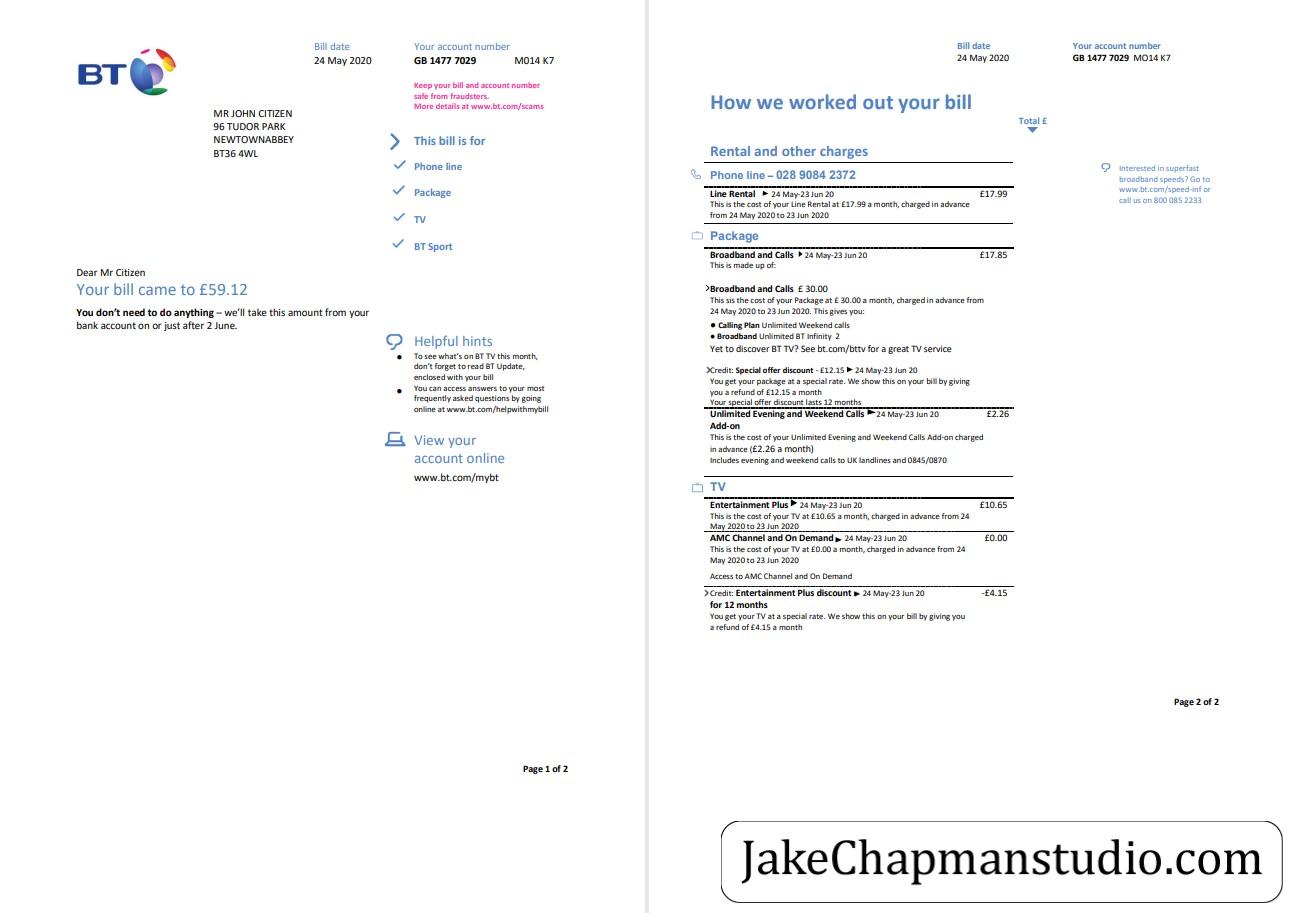 BT
Bill date
24 May 2020
Your account number
GB 1477 7029 M014 K7
Keep your bill and account number
safe from fraudsters.
More details at www.bt.com/scams
MR JOHN CITIZEN
96 TUDOR PARK
NEWTOWNABBEY
BT36 4WL
This bill is for
Phone line
Package
TV
BT Sport
Dear Mr Citizen
Your bill came to £59.12
You don't need to do anything – we'll take this amount from your
bank account on or just after 2 June.
Helpful hints
To see what's on BT TV this month,
don't forget to read BT Update,
enclosed with your bill
You can access answers to your most
frequently asked questions by going
online at www.bt.com/helpwithmybill
View your
account online
www.bt.com/mybt
Page 1 of 2
Bill date
24 May 2020
Your account number
GB 1477 7029 M014 K7
How we worked out your bill
Total £
Rental and other charges
Phone line – 028 9084 2372
Line Rental 24 May-23 Jun 20 £17.99
This is the cost of your Line Rental at £17.99 a month, charged in advance
from 24 May 2020 to 23 Jun 2020
Interested in superfast
broadband speeds? Go to
www.bt.com/speed-inf or
call us on 800 085 2233
Package
Broadband and Calls 24 May-23 Jun 20 £17.85
This is made up of:
Broadband and Calls £ 30.00
This sis the cost of your Package at £ 30.00 a month, charged in advance from
24 May 2020 to 23 Jun 2020. This gives you:
● Calling Plan Unlimited Weekend calls
● Broadband Unlimited BT Infinity 2
Yet to discover BT TV? See bt.com/bttv for a great TV service
Credit: Special offer discount - £12.15 24 May-23 Jun 20
You get your package at a special rate. We show this on your bill by giving
you a refund of £12.15 a month
Your special offer discount lasts 12 months
Unlimited Evening and Weekend Calls 24 May-23 Jun 20 £2.26
Add-on
This is the cost of your Unlimited Evening and Weekend Calls Add-on charged
in advance (£2.26 a month)
Includes evening and weekend calls to UK landlines and 0845/0870
TV
Entertainment Plus 24 May-23 Jun 20 £10.65
This is the cost of your TV at £10.65 a month, charged in advance from 24
May 2020 to 23 Jun 2020
AMC Channel and On Demand 24 May-23 Jun 20 £0.00
This is the cost of your TV at £0.00 a month, charged in advance from 24
May 2020 to 23 Jun 2020
Access to AMC Channel and On Demand
Credit: Entertainment Plus discount 24 May-23 Jun 20 -£4.15
for 12 months
You get your TV at a special rate. We show this on your bill by giving you
a refund of £4.15 a month
Page 2 of 2
JakeChapmanstudio.com